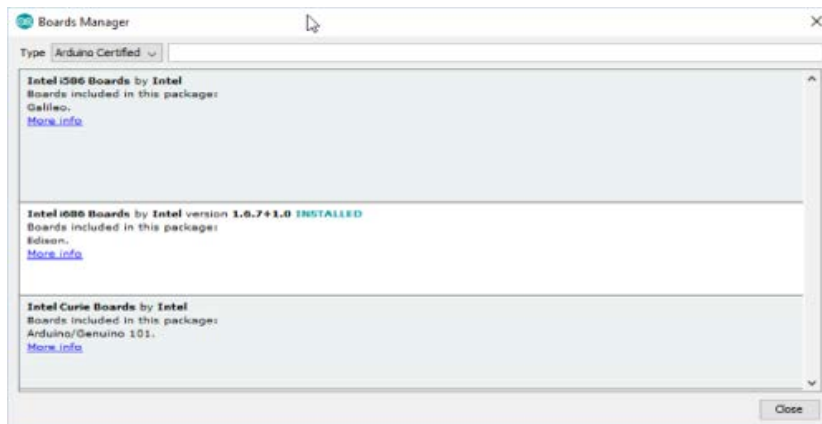 Boards Manager
Type Arduino Certified
Intel i586 Boards by Intel
Boards included in this package:
Galileo.
More info
Intel i686 Boards by Intel version 1.6.7+1.0 INSTALLED
Boards included in this package:
Edison.
More info
Intel Curie Boards by Intel
Boards included in this package:
Arduino/Genuino 101.
More info
Close